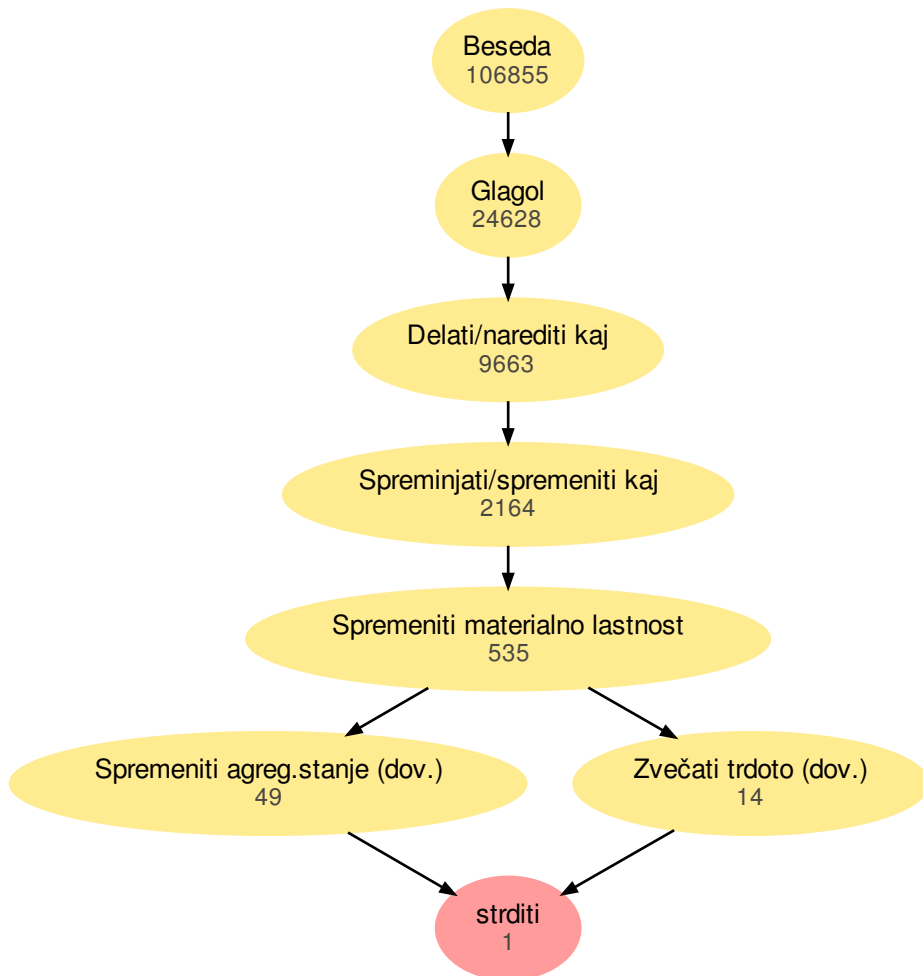 Beseda
106855
Glagol
24628
Delati/narediti kaj
9663
Spreminjati/spremeniti kaj
2164
Spremeniti materialno lastnost
535
Spremeniti agreg.stanje (dov.)
49
Zvečati trdoto (dov.)
14
strditi
1